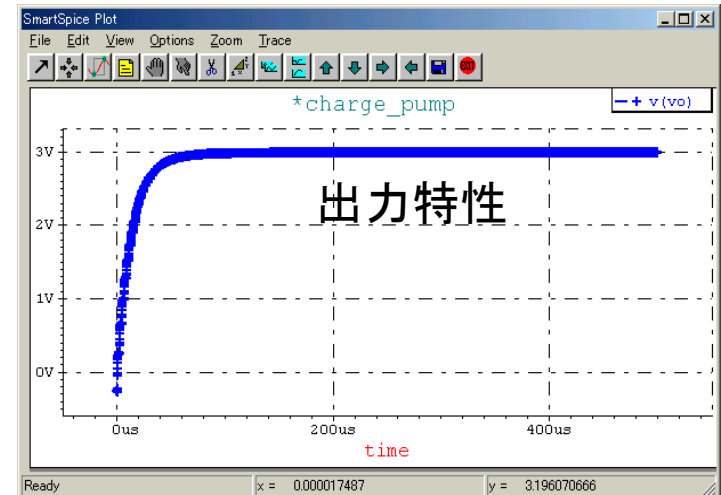 SmartSpice Plot
File Edit View Options Zoom Trace
EXIT
*charge_pump
v(vo)
3V
出力特性
2V
1V
0V
0us 200us 400us
time
Ready x = 0.000017487 y = 3.196070666